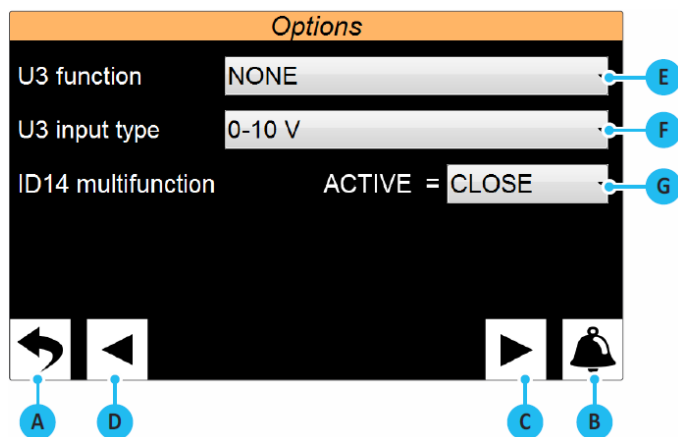 Options
U3 function NONE E
U3 input type 0-10 V F
ID14 multifunction ACTIVE = CLOSE G
A D C B